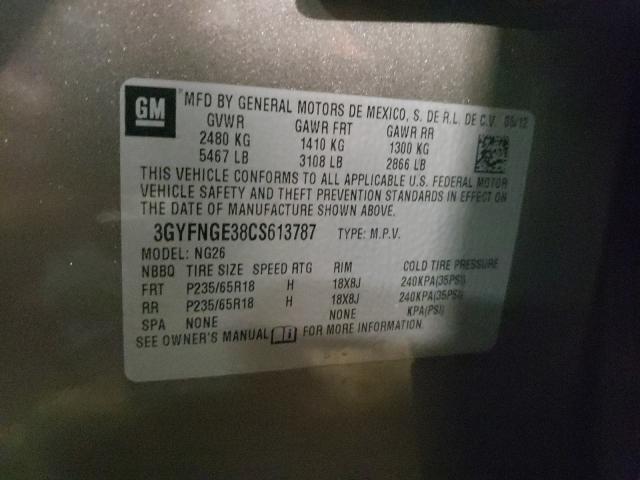 GM
MFD BY GENERAL MOTORS DE MEXICO, S. DE R.L. DE C.V. 05/12
GVWR GAWR FRT GAWR RR
2480 KG 1410 KG 1300 KG
5467 LB 3108 LB 2866 LB
THIS VEHICLE CONFORMS TO ALL APPLICABLE U.S. FEDERAL MOTOR
VEHICLE SAFETY AND THEFT PREVENTION STANDARDS IN EFFECT ON
THE DATE OF MANUFACTURE SHOWN ABOVE.
3GYFNGE38CS613787 TYPE: M.P.V.
MODEL: NG26
NBBQ TIRE SIZE SPEED RTG RIM COLD TIRE PRESSURE
FRT P235/65R18 H 18X8J 240KPA(35PSI)
RR P235/65R18 H 18X8J 240KPA(35PSI)
SPA NONE NONE KPA(PSI)
SEE OWNER'S MANUAL FOR MORE INFORMATION.